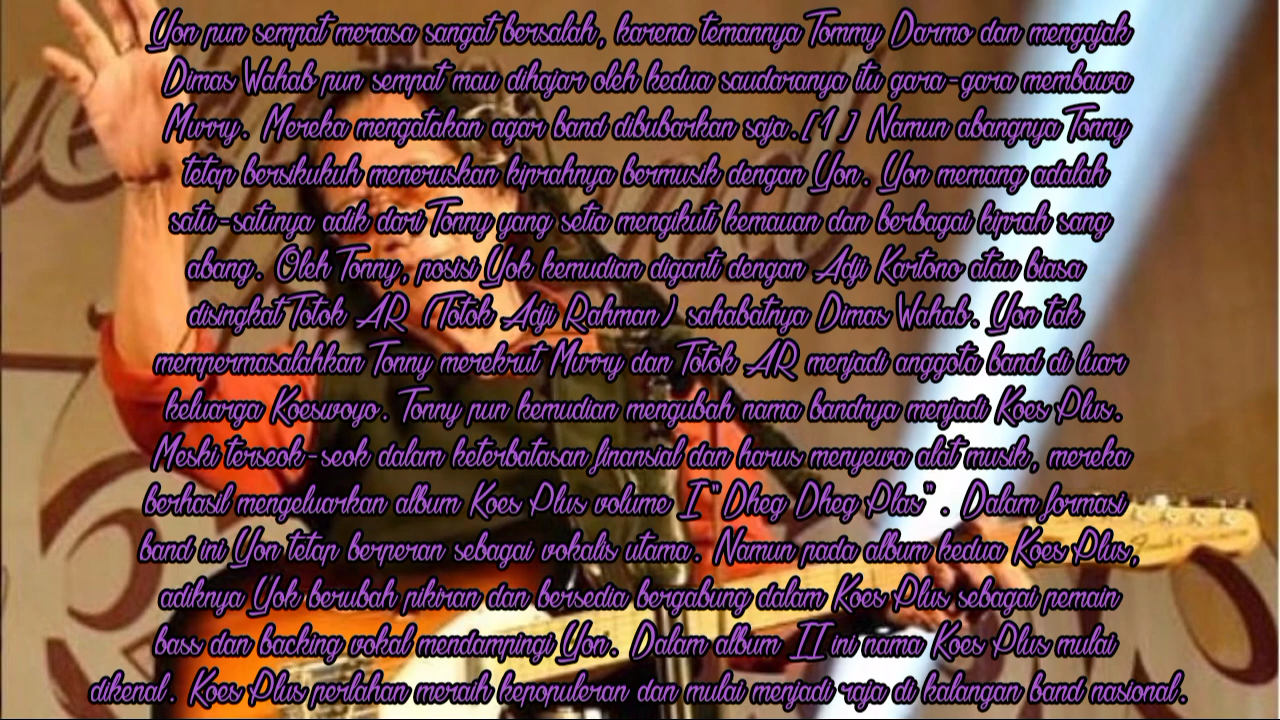 Yon pun sempat merasa sangat bersalah, karena temannya Tommy Darmo dan mengajak
Dimas Wahab pun sempat mau dihajar oleh kedua saudaranya itu gara-gara membawa
Murry. Mereka mengatakan agar band dibubarkan saja.[1] Namun abangnya Tonny
tetap bersikukuh meneruskan kiprahnya bermusik dengan Yon. Yon memang adalah
satu-satunya adik dari Tonny yang setia mengikuti kemauan dan berbagai kiprah sang
abang. Oleh Tonny, posisi Yok kemudian diganti dengan Adji Kartono atau biasa
disingkat Totok AR (Totok Adji Rahman) sahabatnya Dimas Wahab. Yon tak
mempermasalahkan Tonny merekrut Murry dan Totok AR menjadi anggota band di luar
keluarga Koeswoyo. Tonny pun kemudian mengubah nama bandnya menjadi Koes Plus.
Meski terseok-seok dalam keterbatasan finansial dan harus menyewa alat musik, mereka
berhasil mengeluarkan album Koes Plus volume I "Dheg Dheg Plas". Dalam formasi
band ini Yon tetap berperan sebagai vokalis utama. Namun pada album kedua Koes Plus,
adiknya Yok berubah pikiran dan bersedia bergabung dalam Koes Plus sebagai pemain
bass dan backing vokal mendampingi Yon. Dalam album II ini nama Koes Plus mulai
dikenal. Koes Plus perlahan meraih kepopuleran dan mulai menjadi raja di kalangan band nasional.